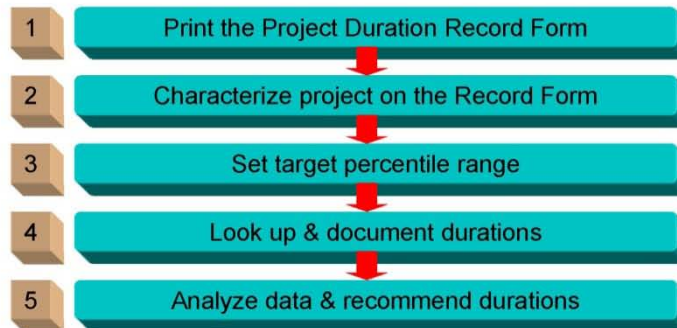 1 Print the Project Duration Record Form
2 Characterize project on the Record Form
3 Set target percentile range
4 Look up & document durations
5 Analyze data & recommend durations